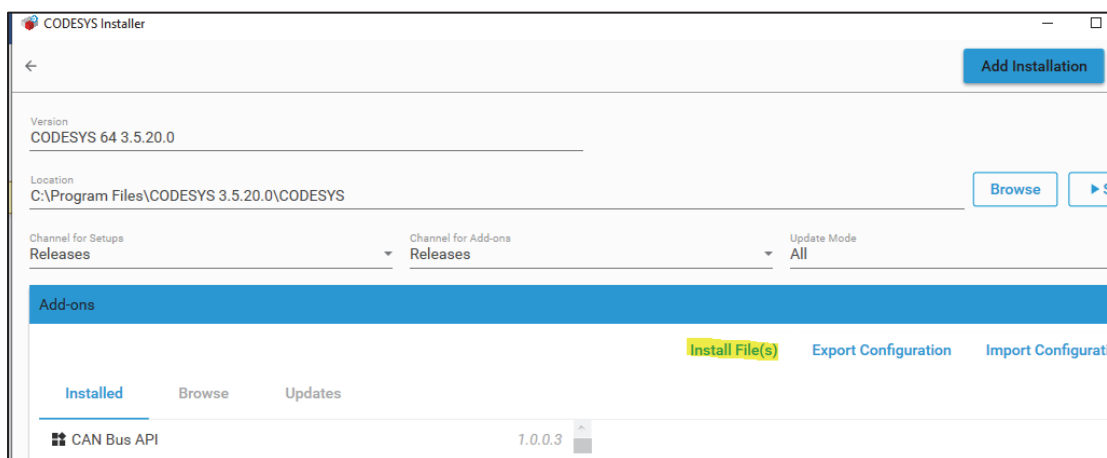 CODESYS Installer
Add Installation
Version
CODESYS 64 3.5.20.0
Location
C:\Program Files\CODESYS 3.5.20.0\CODESYS
Browse
Channel for Setups
Channel for Add-ons
Update Mode
Releases
Releases
All
Add-ons
Install File(s)
Export Configuration
Import Configurati
Installed
Browse
Updates
CAN Bus API
1.0.0.3